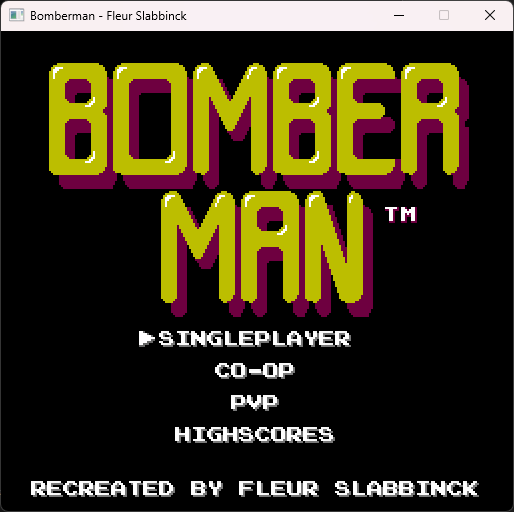 Bomberman - Fleur Slabbinck
BOMBER
MAN TM
SINGLEPLAYER
CO-OP
PVP
HIGHSCORES
RECREATED BY FLEUR SLABBINCK